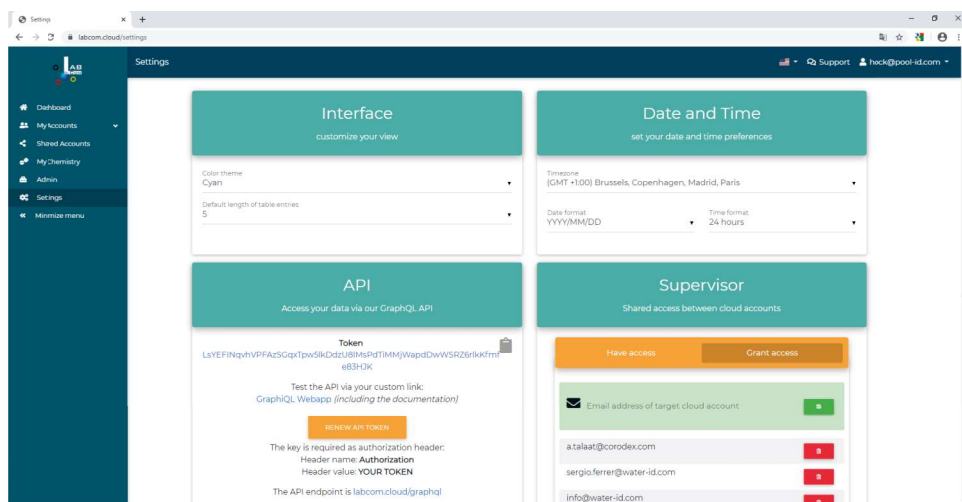 Settings
labcom.cloud/settings
LAB
COM
Settings
Support
hock@pool-id.com
Dashboard
My Accounts
Shared Accounts
My Chemistry
Admin
Settings
Minimize menu
Interface
customize your view
Color theme
Cyan
Default length of table entries
5
Date and Time
set your date and time preferences
Timezone
(GMT +1:00) Brussels, Copenhagen, Madrid, Paris
Date format
YYYY/MM/DD
Time format
24 hours
API
Access your data via our GraphQL API
Token
Test the API via your custom link:
GraphiQL Webapp (including the documentation)
RENEW API TOKEN
The key is required as authorization header:
Header name: Authorization
Header value: YOUR TOKEN
The API endpoint is labcom.cloud/graphql
Supervisor
Shared access between cloud accounts
Have access
Grant access
Email address of target cloud account
a.talaat@corodex.com
sergio.ferrer@water-id.com
info@water-id.com